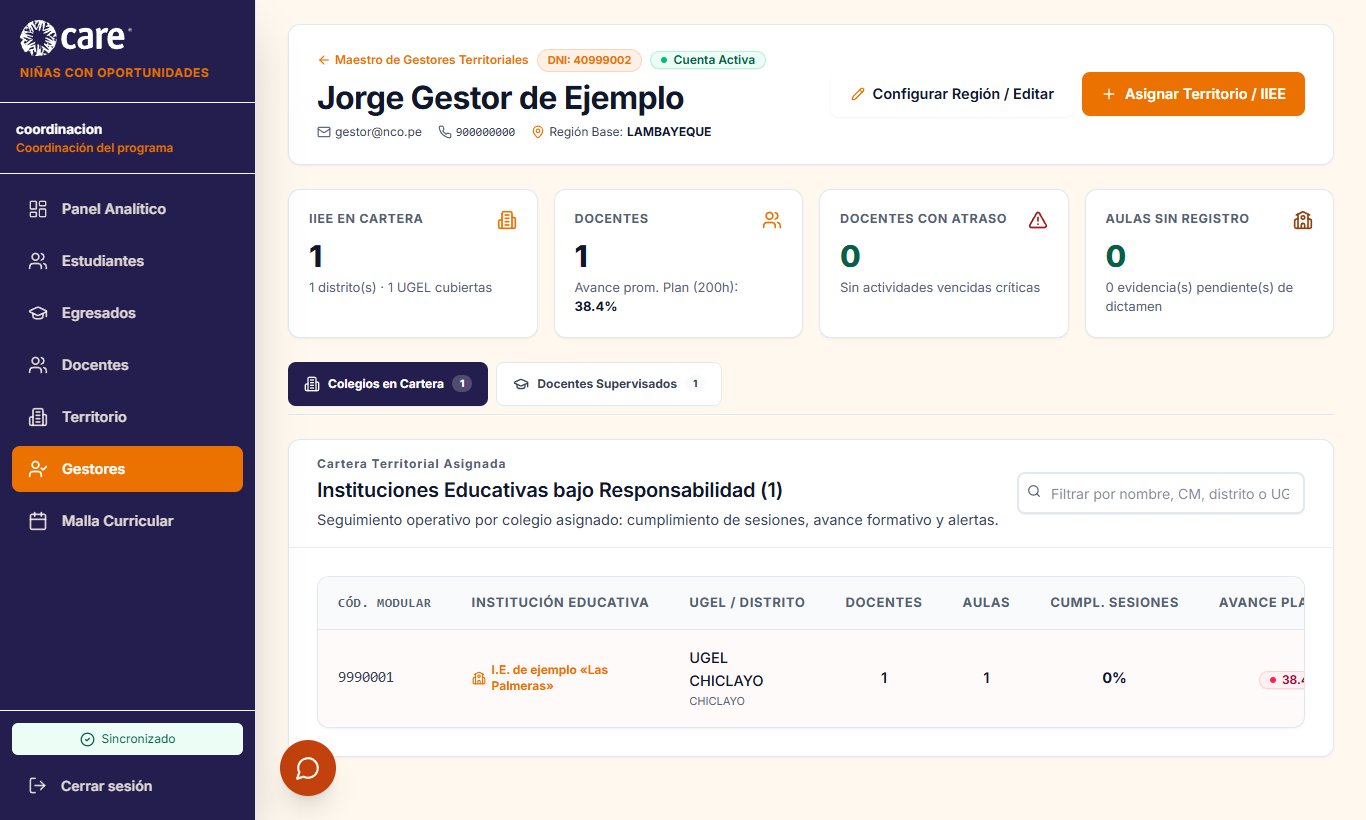 care
NIÑAS CON OPORTUNIDADES
coordinacion
Coordinación del programa
Panel Analítico
Estudiantes
Egresados
Docentes
Territorio
Gestores
Malla Curricular
Sincronizado
Cerrar sesión
Maestro de Gestores Territoriales
DNI: 40999002
Cuenta Activa
Jorge Gestor de Ejemplo
gestor@nco.pe
900000000
Región Base: LAMBAYEQUE
Configurar Región / Editar
Asignar Territorio / IIEE
IIEE EN CARTERA
1
1 distrito(s) · 1 UGEL cubiertas
DOCENTES
1
Avance prom. Plan (200h):
38.4%
DOCENTES CON ATRASO
0
Sin actividades vencidas críticas
AULAS SIN REGISTRO
0
0 evidencia(s) pendiente(s) de
dictamen
Colegios en Cartera 1
Docentes Supervisados 1
Cartera Territorial Asignada
Instituciones Educativas bajo Responsabilidad (1)
Seguimiento operativo por colegio asignado: cumplimiento de sesiones, avance formativo y alertas.
Filtrar por nombre, CM, distrito o UG
CÓD. MODULAR
INSTITUCIÓN EDUCATIVA
UGEL / DISTRITO
DOCENTES
AULAS
CUMPL. SESIONES
AVANCE PLA
9990001
I.E. de ejemplo «Las
Palmeras»
UGEL
CHICLAYO
CHICLAYO
1
1
0%
38.4